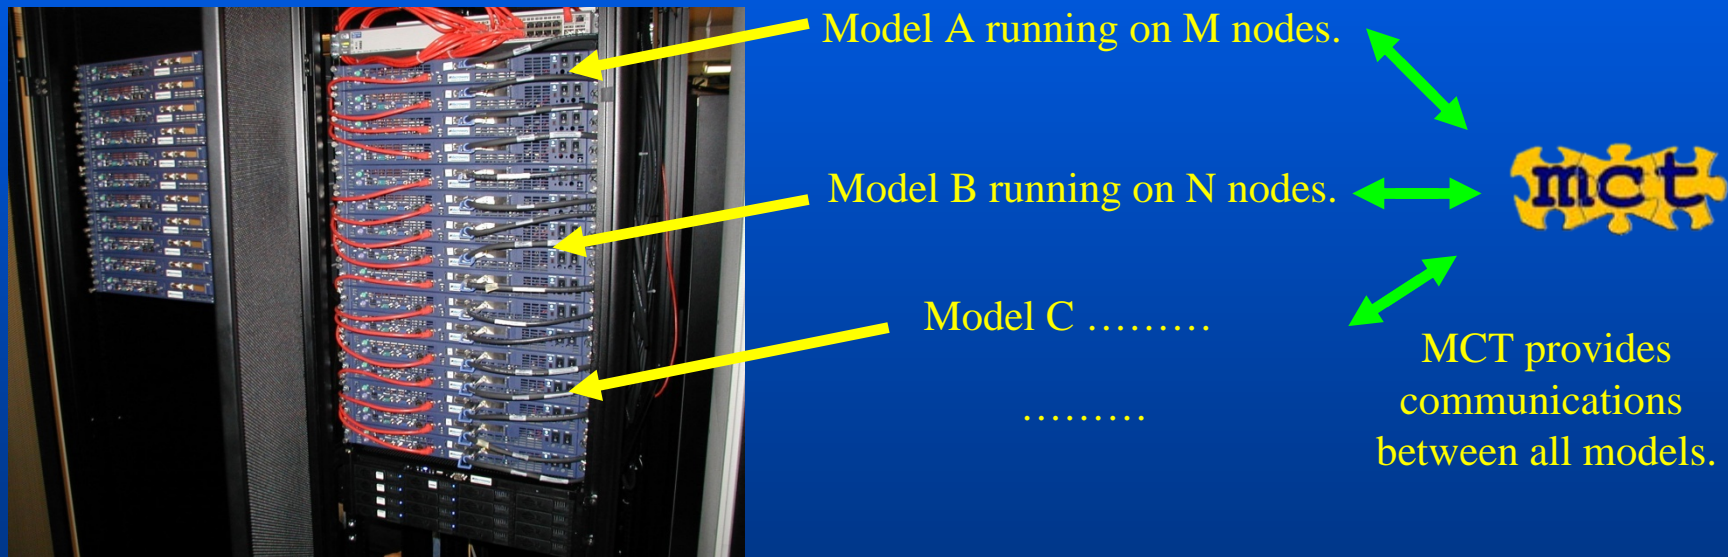 Model A running on M nodes.
Model B running on N nodes.
mct
Model C ………
………
MCT provides
communications
between all models.